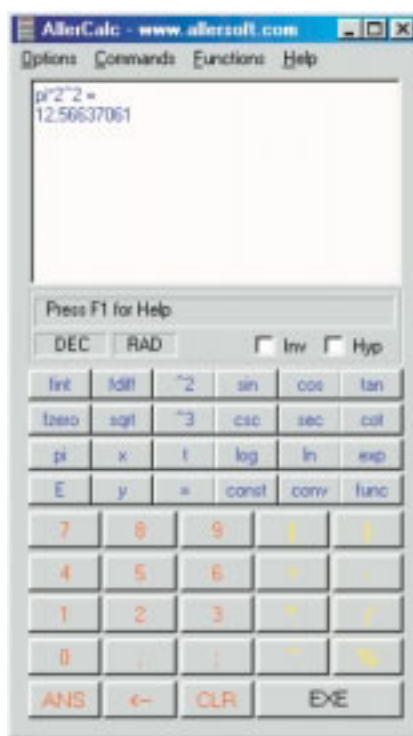 AllerCalc - www.allersoft.com
Options Commands Functions Help
pi*2^2 =
12.56637061
Press F1 for Help
DEC RAD Inv Hyp
fint fdiff ^2 sin cos tan
fzero sqrt ^3 csc sec cot
pi x t log ln exp
E y = const conv func
7 8 9 ( )
4 5 6 + -
1 2 3 * /
0 . ; ^ %
ANS <-- CLR EXE